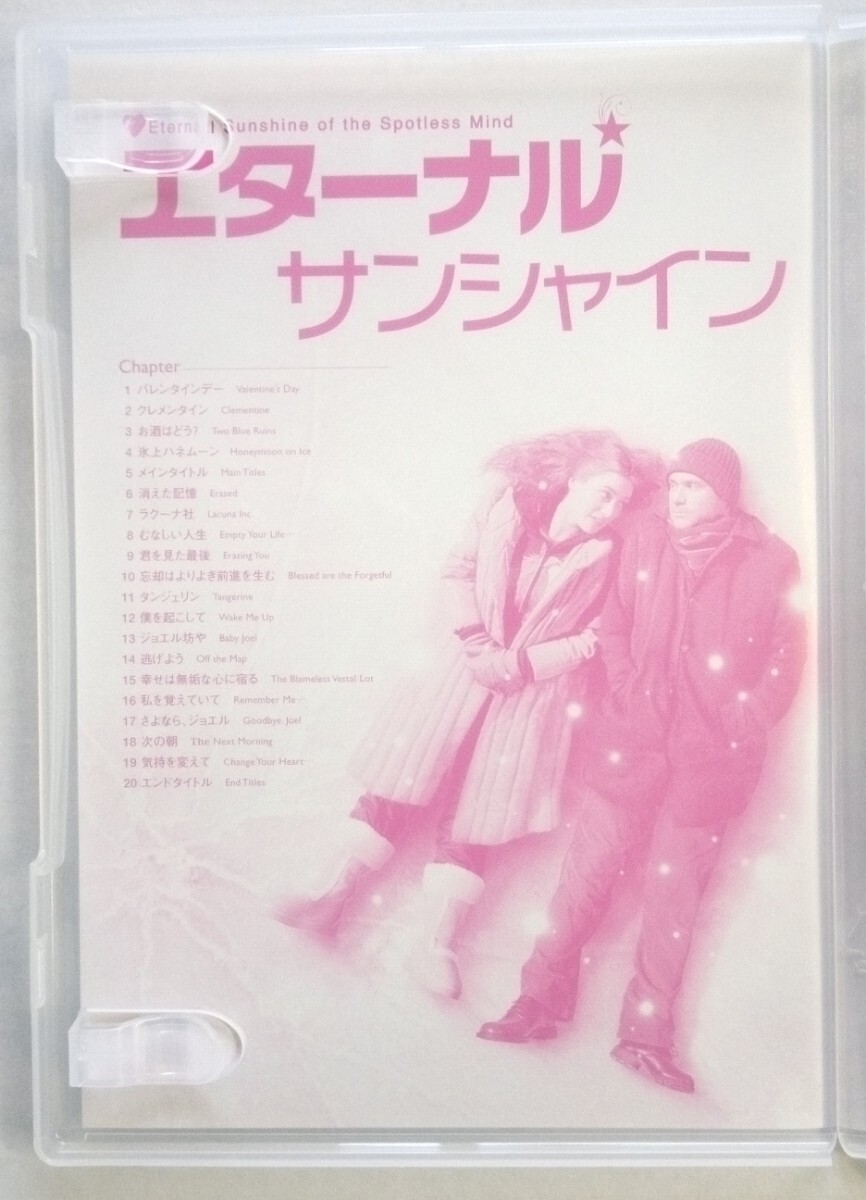 Eternal Sunshine of the Spotless Mind
エターナル
サンシャイン
Chapter
1 バレンタインデー Valentine's Day
2 クレメンタイン Clementine
3 お酒はどう? Two Blue Ruins
4 氷上ハネムーン Honeymoon on Ice
5 メインタイトル Main Titles
6 消えた記憶 Erased
7 ラクーナ社 Lacuna Inc.
8 むなしい人生 Empty Your Life…
9 君を見た最後 Erasing You
10 忘却はよりよき前進を生む Blessed are the Forgetful
11 タンジェリン Tangerine
12 僕を起こして Wake Me Up
13 ジョエル坊や Baby Joel
14 逃げよう Off the Map
15 幸せは無垢な心に宿る The Blameless Vestal Lot
16 私を覚えていて Remember Me…
17 さよなら、ジョエル Goodbye, Joel
18 次の朝 The Next Morning
19 気持を変えて Change Your Heart…
20 エンドタイトル End Titles